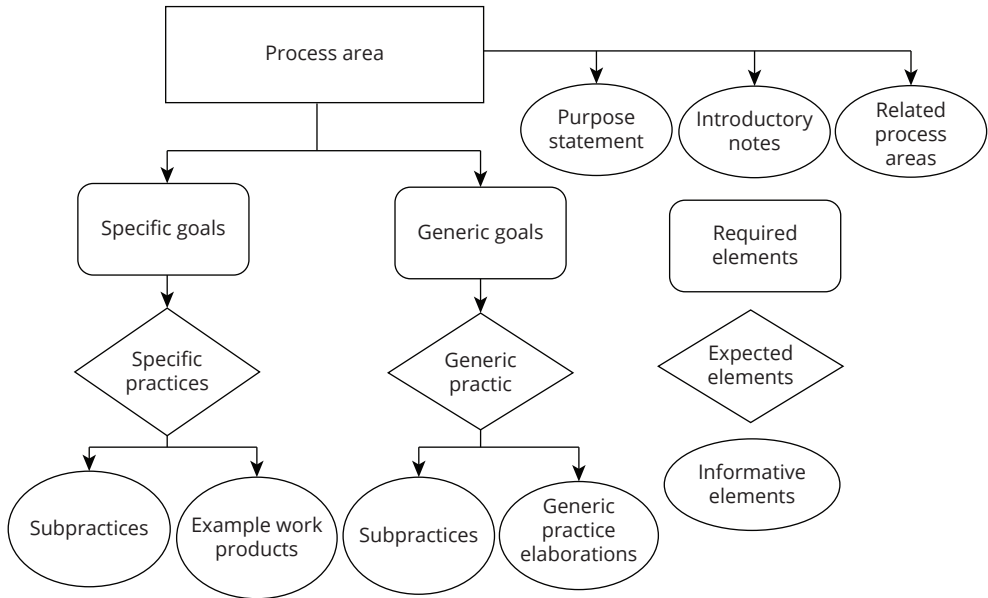 Process area
Purpose
statement
Introductory
notes
Related
process
areas
Specific goals
Generic goals
Required
elements
Specific
practices
Generic
practic
Expected
elements
Subpractices
Example work
products
Subpractices
Generic
practice
elaborations
Informative
elements